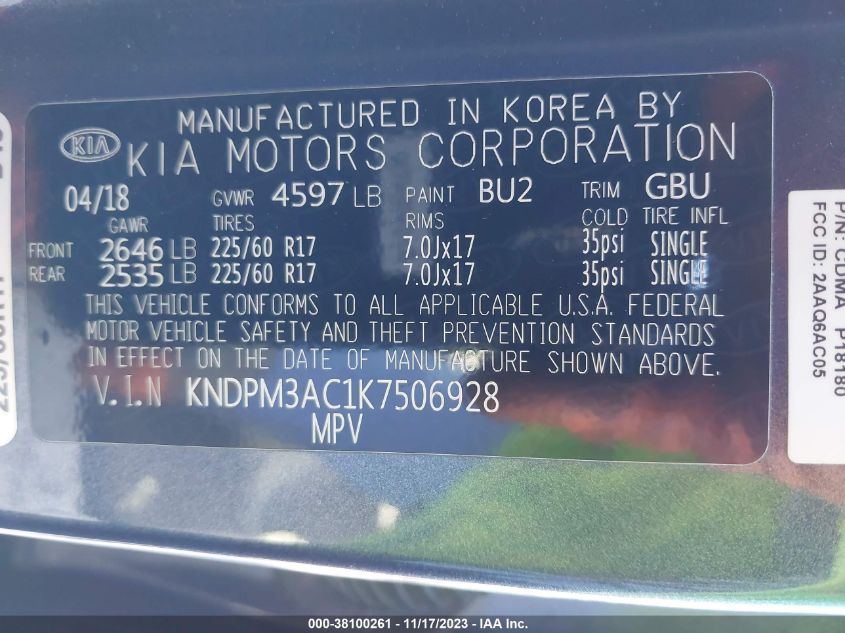 MANUFACTURED IN KOREA BY
KIA KIA MOTORS CORPORATION
04/18 GVWR 4597 LB PAINT BU2 TRIM GBU
GAWR TIRES RIMS COLD TIRE INFL
FRONT 2646 LB 225/60 R17 7.0Jx17 35psi SINGLE
REAR 2535 LB 225/60 R17 7.0Jx17 35psi SINGLE
THIS VEHICLE CONFORMS TO ALL APPLICABLE U.S.A. FEDERAL
MOTOR VEHICLE SAFETY AND THEFT PREVENTION STANDARDS
IN EFFECT ON THE DATE OF MANUFACTURE SHOWN ABOVE.
V.I.N KNDPM3AC1K7506928
MPV
P/N: CDMA P18180
FCC ID: 2AAQ6AC05
000-38100261 - 11/17/2023 - IAA Inc.